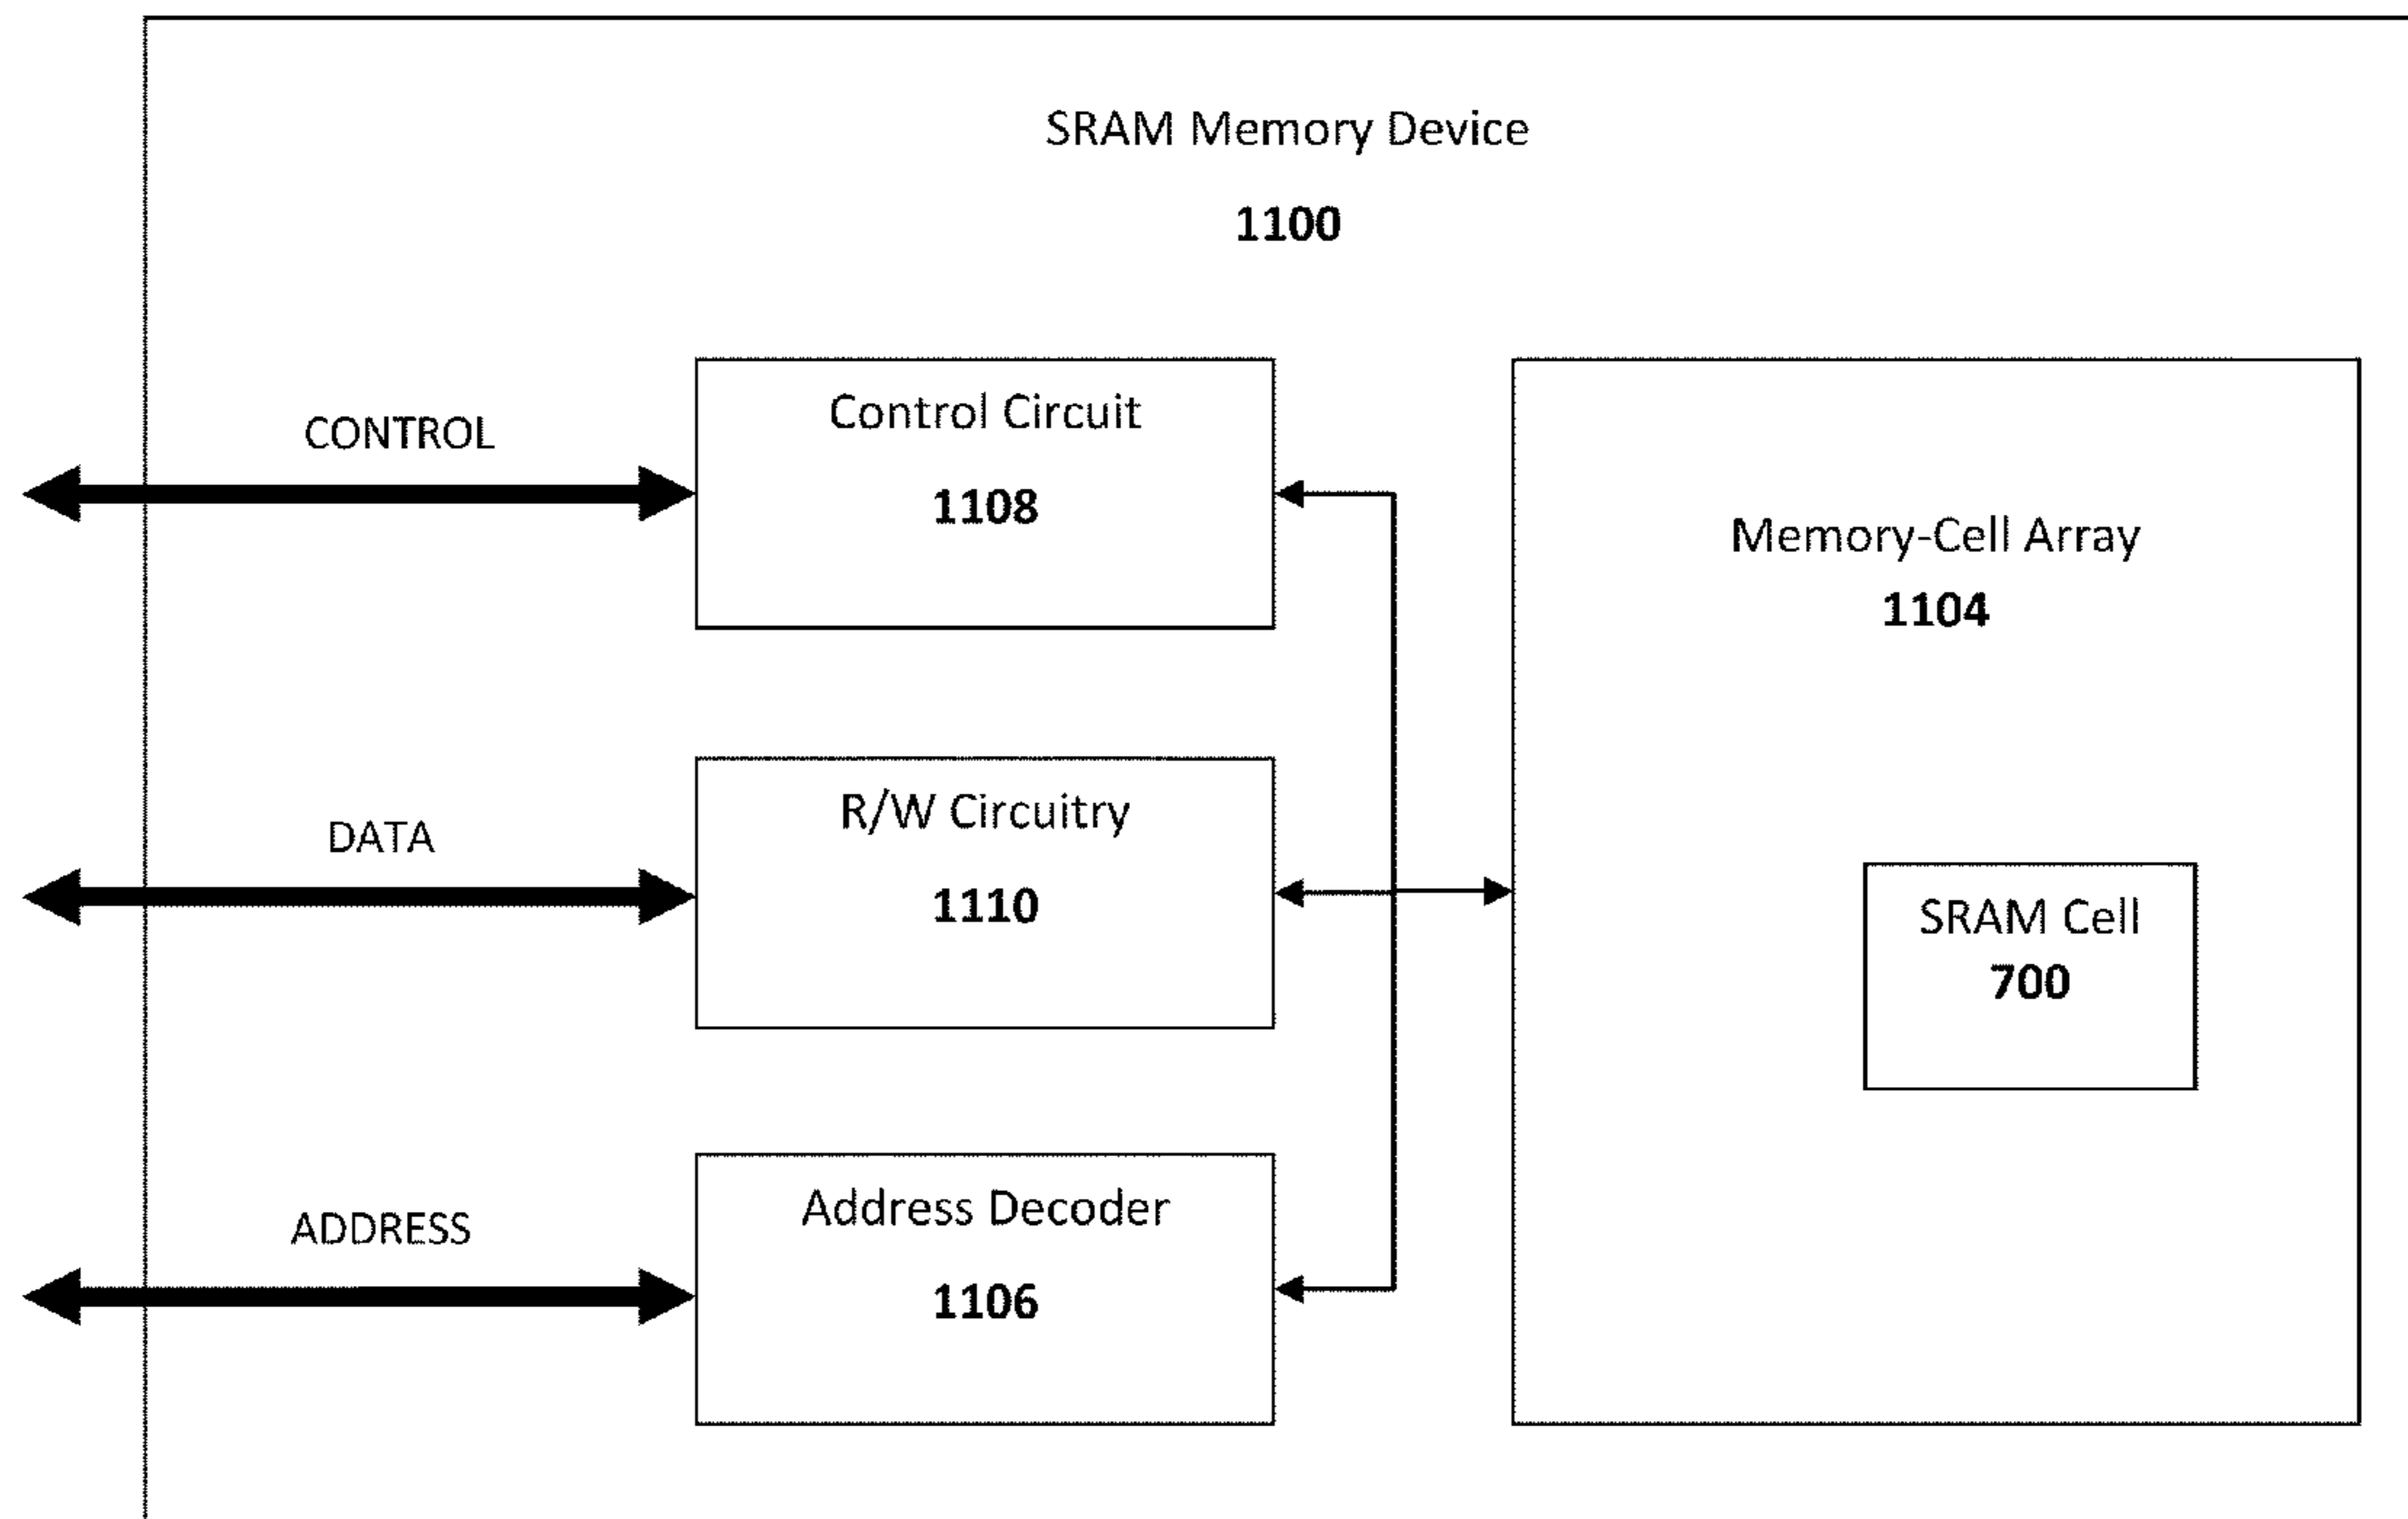 SRAM Memory Device
1100
CONTROL
Control Circuit
1108
Memory-Cell Array
1104
DATA
R/W Circuitry
1110
SRAM Cell
700
ADDRESS
Address Decoder
1106